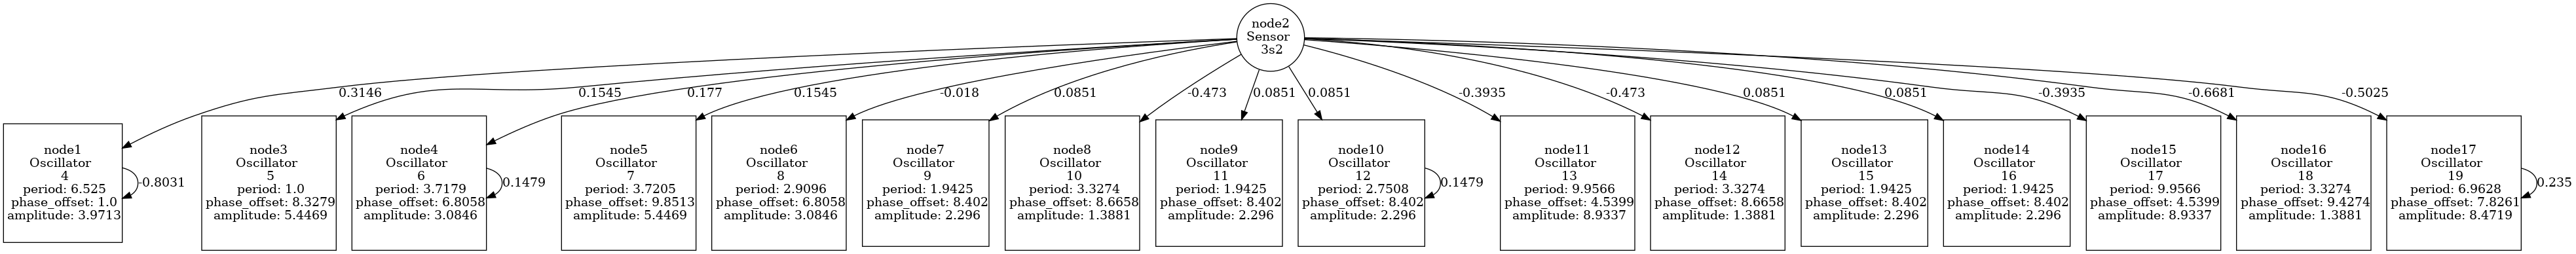 node2
Sensor
3s2
0.3146
0.1545
0.177
0.1545
-0.018
0.0851
-0.473
0.0851
0.0851
-0.3935
-0.473
0.0851
0.0851
-0.3935
-0.6681
-0.5025
node1
Oscillator
4
period: 6.525
phase_offset: 1.0
amplitude: 3.9713
-0.8031
node3
Oscillator
5
period: 1.0
phase_offset: 8.3279
amplitude: 5.4469
node4
Oscillator
6
period: 3.7179
phase_offset: 6.8058
amplitude: 3.0846
0.1479
node5
Oscillator
7
period: 3.7205
phase_offset: 9.8513
amplitude: 5.4469
node6
Oscillator
8
period: 2.9096
phase_offset: 6.8058
amplitude: 3.0846
node7
Oscillator
9
period: 1.9425
phase_offset: 8.402
amplitude: 2.296
node8
Oscillator
10
period: 3.3274
phase_offset: 8.6658
amplitude: 1.3881
node9
Oscillator
11
period: 1.9425
phase_offset: 8.402
amplitude: 2.296
node10
Oscillator
12
period: 2.7508
phase_offset: 8.402
amplitude: 2.296
0.1479
node11
Oscillator
13
period: 9.9566
phase_offset: 4.5399
amplitude: 8.9337
node12
Oscillator
14
period: 3.3274
phase_offset: 8.6658
amplitude: 1.3881
node13
Oscillator
15
period: 1.9425
phase_offset: 8.402
amplitude: 2.296
node14
Oscillator
16
period: 1.9425
phase_offset: 8.402
amplitude: 2.296
node15
Oscillator
17
period: 9.9566
phase_offset: 4.5399
amplitude: 8.9337
node16
Oscillator
18
period: 3.3274
phase_offset: 9.4274
amplitude: 1.3881
node17
Oscillator
19
period: 6.9628
phase_offset: 7.8261
amplitude: 8.4719
0.235